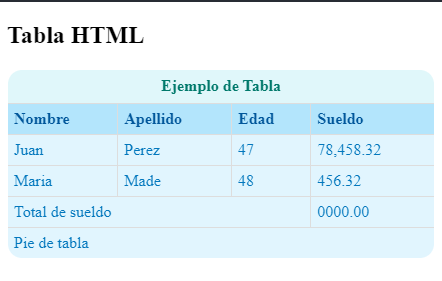 Tabla HTML
Ejemplo de Tabla
Nombre Apellido Edad Sueldo
Juan Perez 47 78,458.32
Maria Made 48 456.32
Total de sueldo 0000.00
Pie de tabla